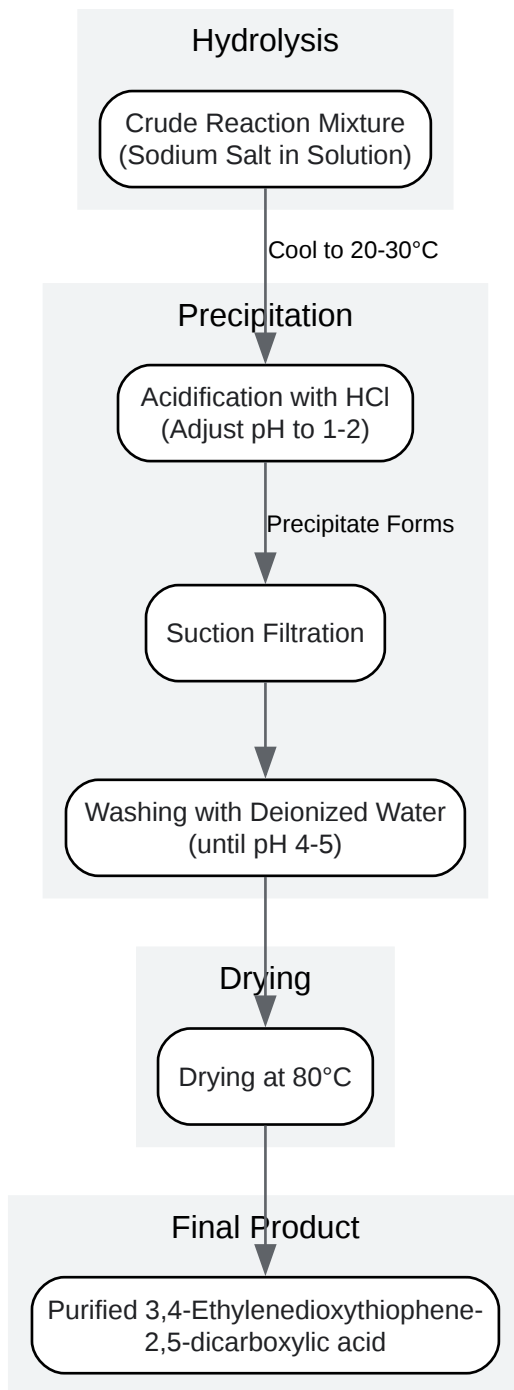 Hydrolysis
Crude Reaction Mixture
(Sodium Salt in Solution)
Cool to 20-30°C
Precipitation
Acidification with HCl
(Adjust pH to 1-2)
Precipitate Forms
Suction Filtration
Washing with Deionized Water
(until pH 4-5)
Drying
Drying at 80°C
Final Product
Purified 3,4-Ethylenedioxythiophene-
2,5-dicarboxylic acid